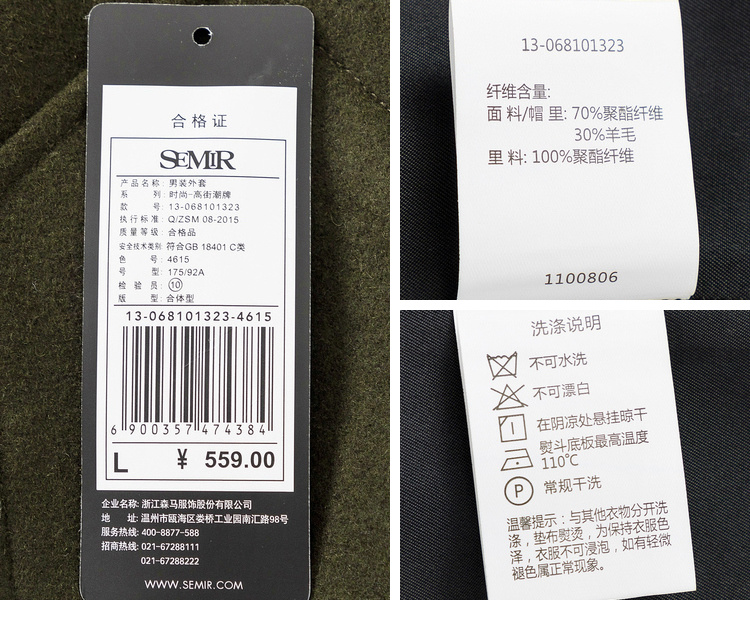 合格证
SEMIR
产品名称: 男装外套
系 列: 时尚-高街潮牌
款 号: 13-068101323
执行标准: Q/ZSM 08-2015
质量等级: 合格品
安全技术类别: 符合GB 18401 C类
色 号: 4615
号 型: 175/92A
检 验 员: 10
版 型: 合体型
13-068101323-4615
6 900357 474384
L ¥ 559.00
企业名称: 浙江森马服饰股份有限公司
地 址: 温州市瓯海区娄桥工业园南汇路98号
服务热线: 400-8877-588
招商热线: 021-67288111
021-67288222
WWW.SEMIR.COM
13-068101323
纤维含量:
面 料/帽 里: 70%聚酯纤维
30%羊毛
里 料: 100%聚酯纤维
1100806
洗涤说明
不可水洗
不可漂白
在阴凉处悬挂晾干
熨斗底板最高温度
110℃
P 常规干洗
温馨提示: 与其他衣物分开洗
涤, 垫布熨烫, 为保持衣服色
泽, 衣服不可浸泡, 如有轻微
褪色属正常现象。